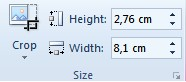 Height: 2,76 cm
Crop
Width: 8,1 cm
Size